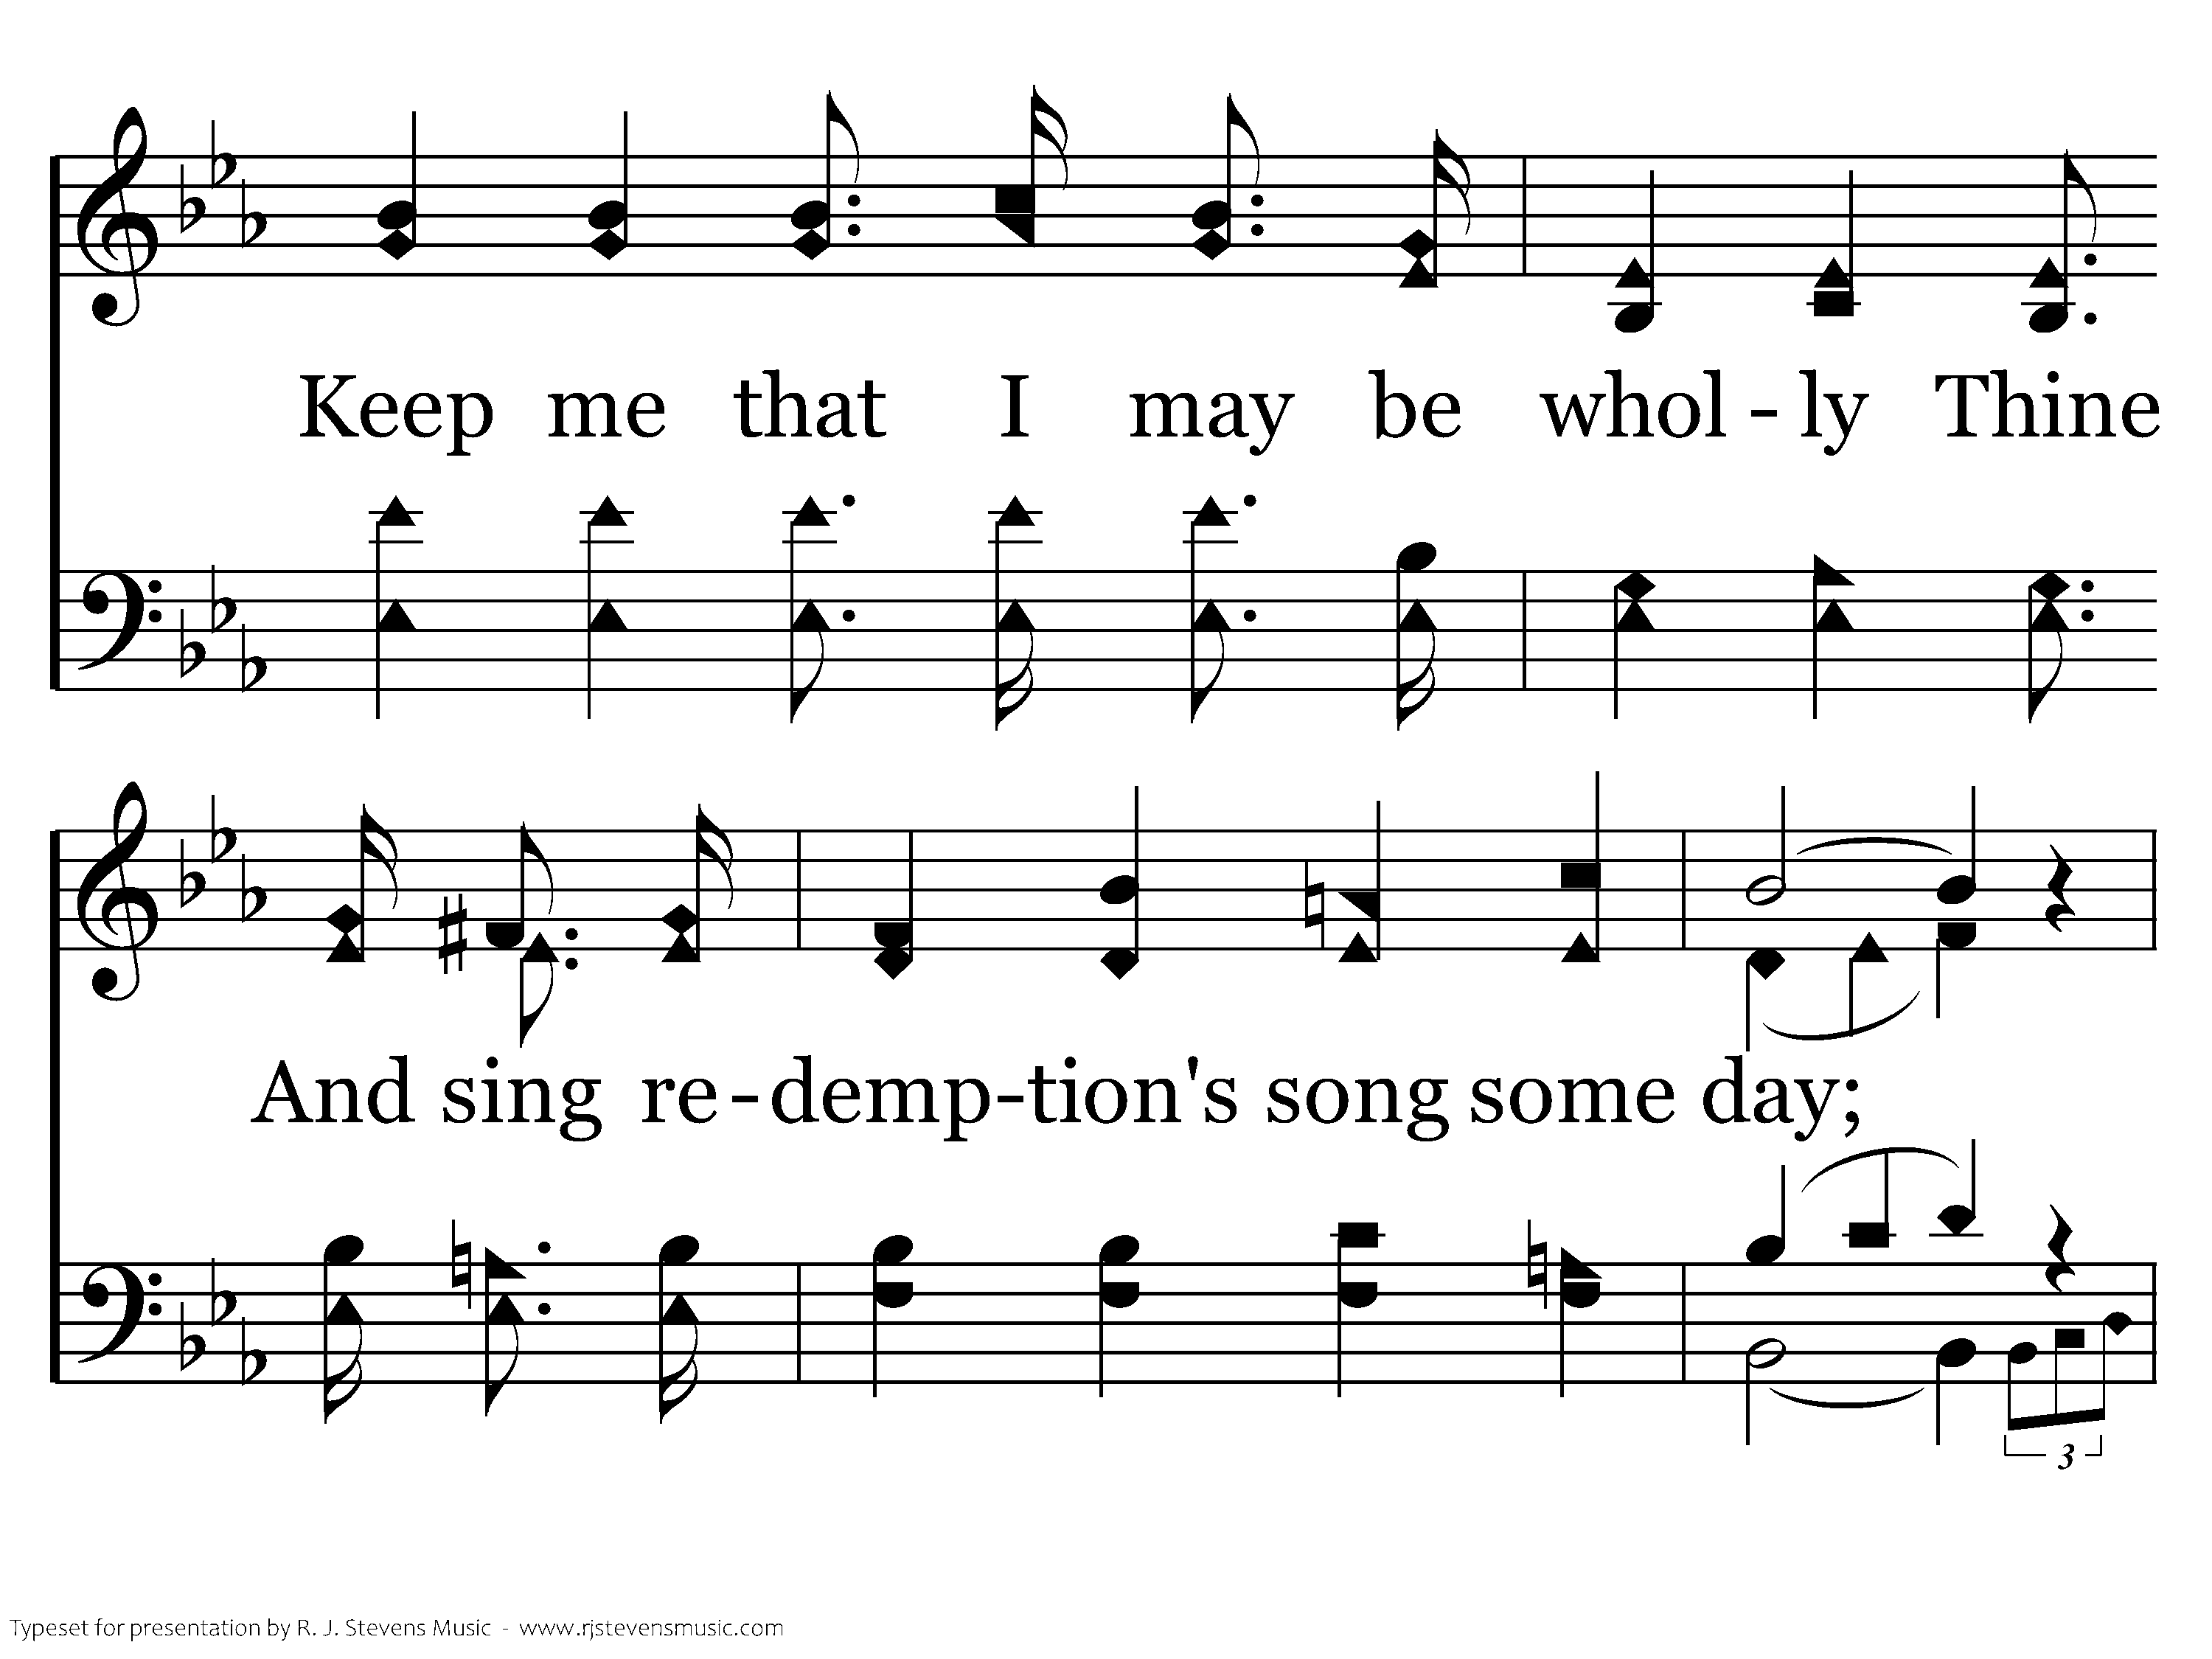 Keep me that I may be whol - ly Thine
And sing re - demp - tion's song some day;
3
Typeset for presentation by R. J. Stevens Music - www.rjstevensmusic.com